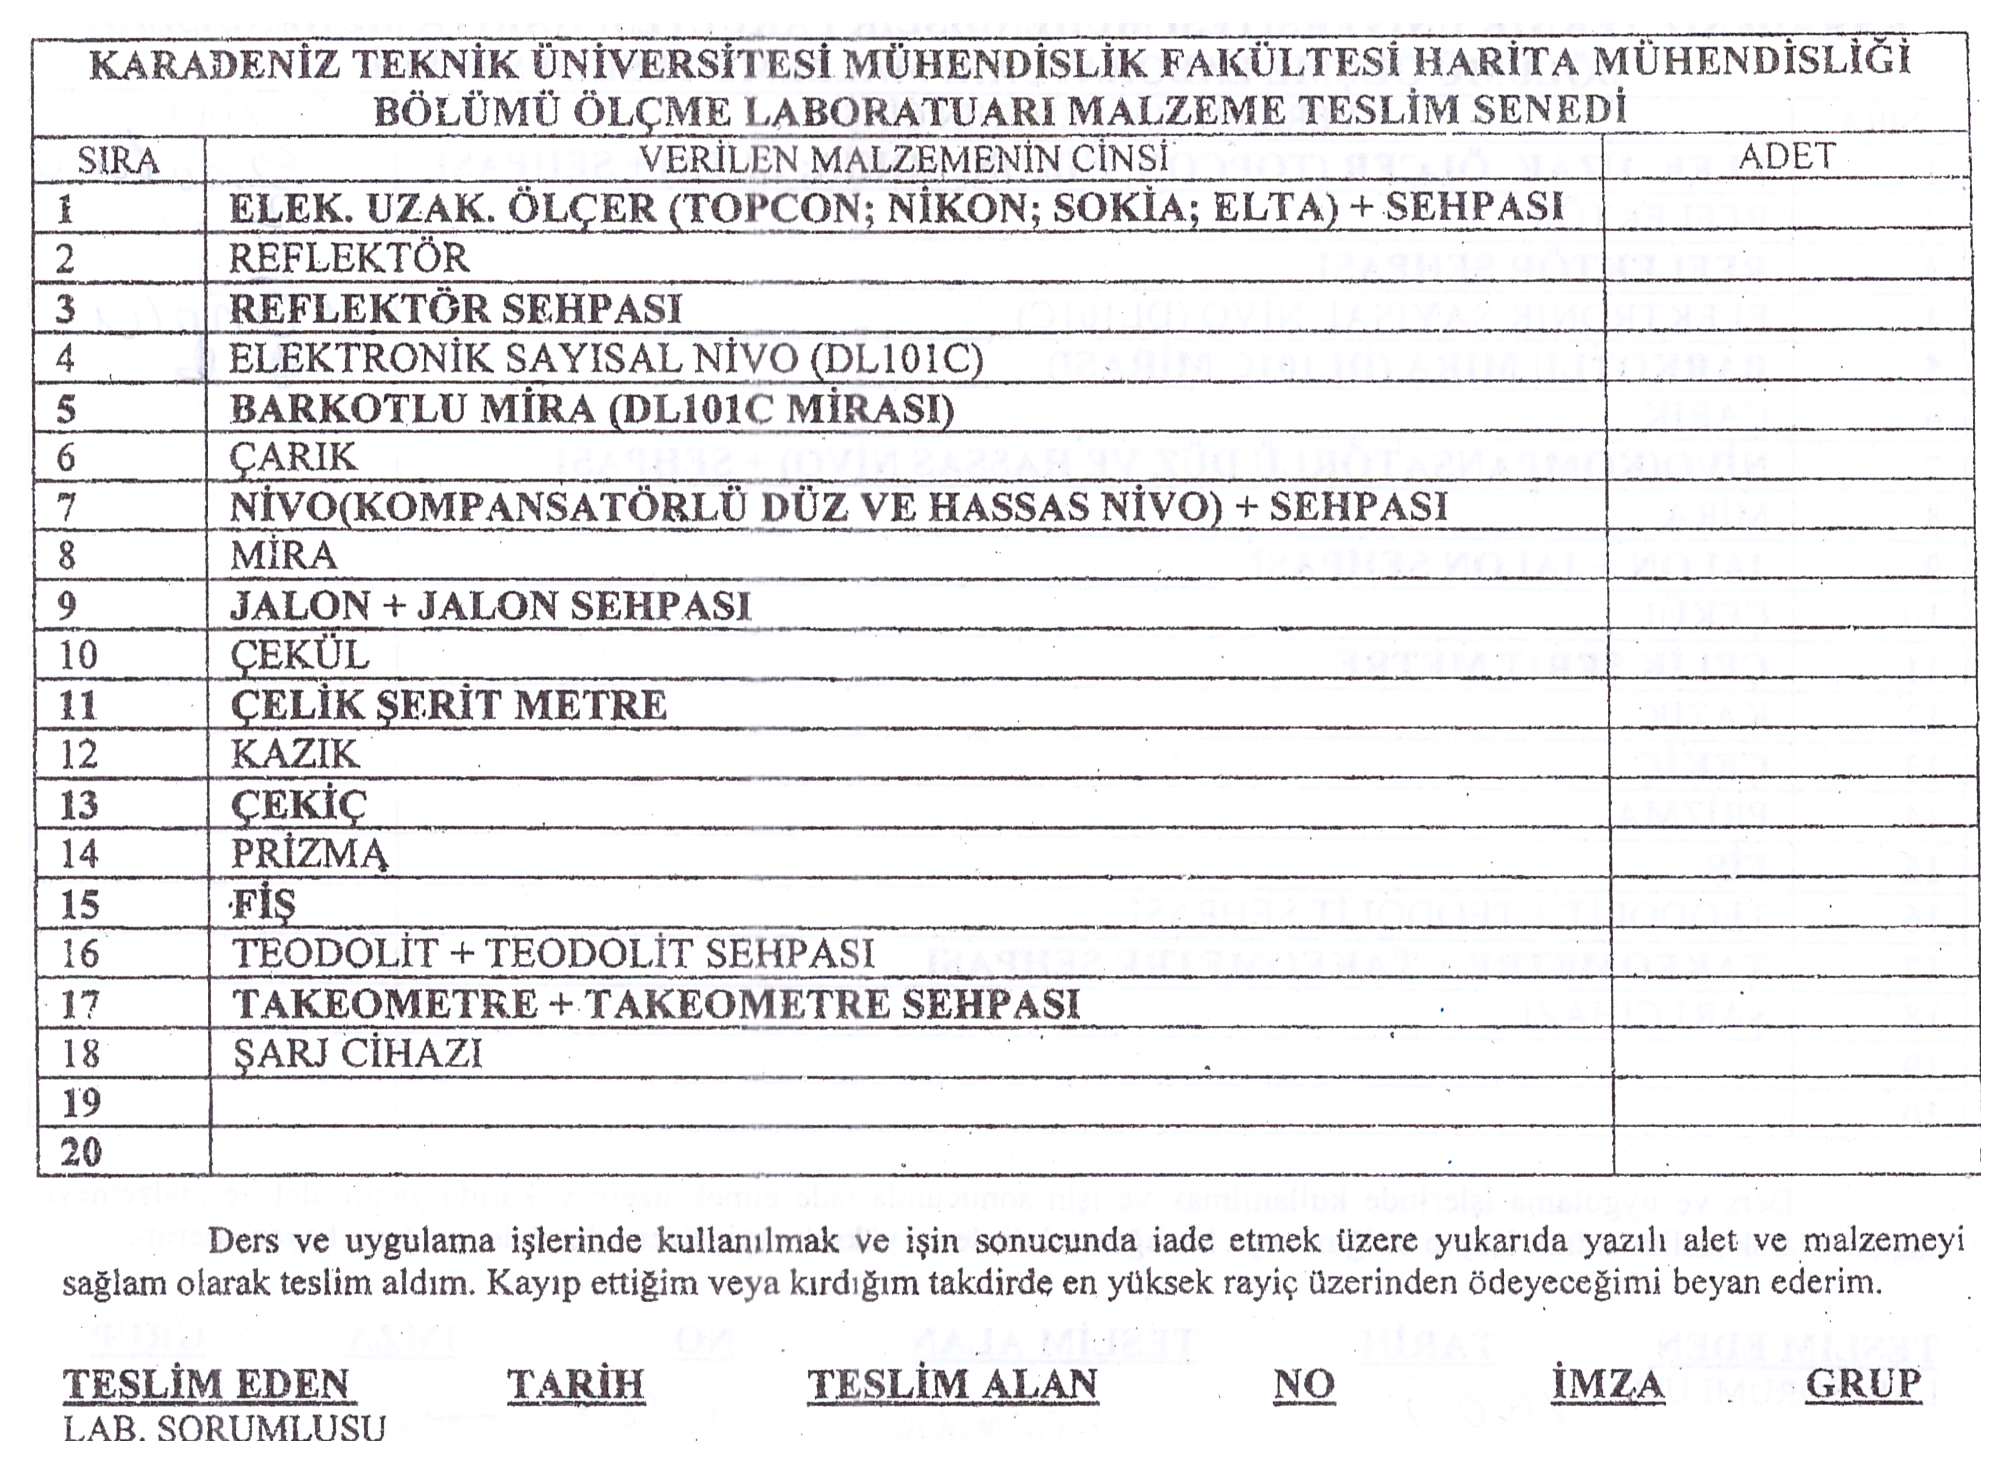 KARADENİZ TEKNİK ÜNİVERSİTESİ MÜHENDİSLİK FAKÜLTESİ HARİTA MÜHENDİSLİĞİ
BÖLÜMÜ ÖLÇME LABORATUARI MALZEME TESLİM SENEDİ
SIRA VERİLEN MALZEMENİN CİNSİ ADET
1 ELEK. UZAK. ÖLÇER (TOPCON; NİKON; SOKİA; ELTA) + SEHPASI
2 REFLEKTÖR
3 REFLEKTÖR SEHPASI
4 ELEKTRONİK SAYISAL NİVO (DL101C)
5 BARKOTLU MİRA (DL101C MİRASI)
6 ÇARIK
7 NİVO(KOMPANSATÖRLÜ DÜZ VE HASSAS NİVO) + SEHPASI
8 MİRA
9 JALON + JALON SEHPASI
10 ÇEKÜL
11 ÇELİK ŞERİT METRE
12 KAZIK
13 ÇEKİÇ
14 PRİZMA
15 FİŞ
16 TEODOLİT + TEODOLİT SEHPASI
17 TAKEOMETRE + TAKEOMETRE SEHPASI
18 ŞARJ CİHAZI
19
20
Ders ve uygulama işlerinde kullanılmak ve işin sonucunda iade etmek üzere yukarıda yazılı alet ve malzemeyi
sağlam olarak teslim aldım. Kayıp ettiğim veya kırdığım takdirde en yüksek rayiç üzerinden ödeyeceğimi beyan ederim.
TESLİM EDEN TARİH TESLİM ALAN NO İMZA GRUP
LAB. SORUMLUSU